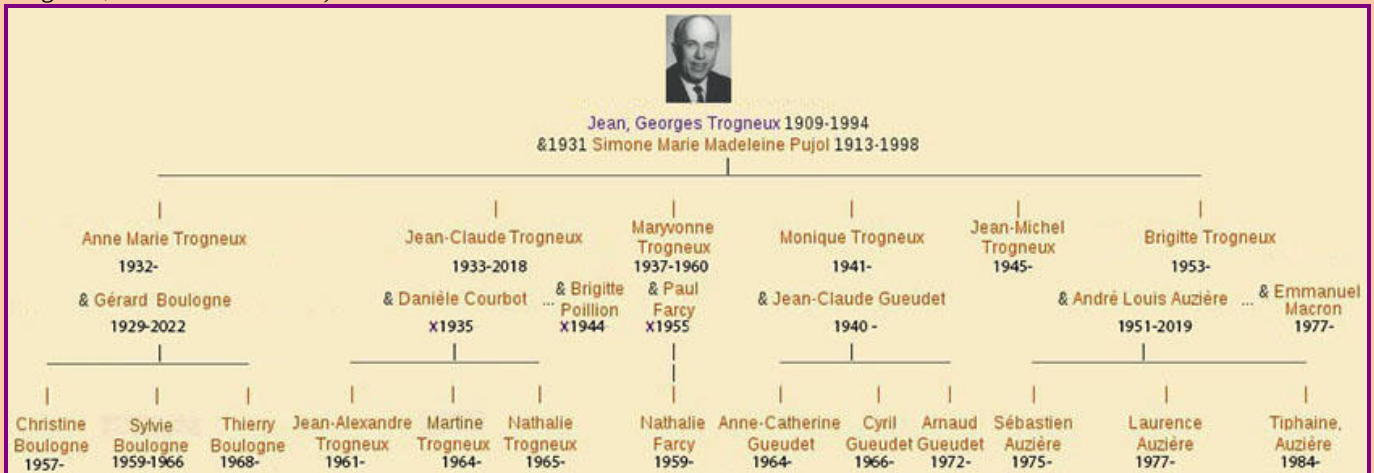 Jean, Georges Trogneux 1909-1994
&1931 Simone Marie Madeleine Pujol 1913-1998
Anne Marie Trogneux
1932-
& Gérard Boulogne
1929-2022
Jean-Claude Trogneux
1933-2018
& Danièle Courbot
x1935
... & Brigitte
Poillion
x1944
Maryvonne
Trogneux
1937-1960
& Paul
Farcy
x1955
Monique Trogneux
1941-
& Jean-Claude Gueudet
1940 -
Jean-Michel
Trogneux
1945-
Brigitte Trogneux
1953-
& André Louis Auzière
1951-2019
... & Emmanuel
Macron
1977-
Christine
Boulogne
1957-
Sylvie
Boulogne
1959-1966
Thierry
Boulogne
1968-
Jean-Alexandre
Trogneux
1961-
Martine
Trogneux
1964-
Nathalie
Trogneux
1965-
Nathalie
Farcy
1959-
Anne-Catherine
Gueudet
1964-
Cyril
Gueudet
1966-
Arnaud
Gueudet
1972-
Sébastien
Auzière
1975-
Laurence
Auzière
1977-
Tiphaine,
Auzière
1984-